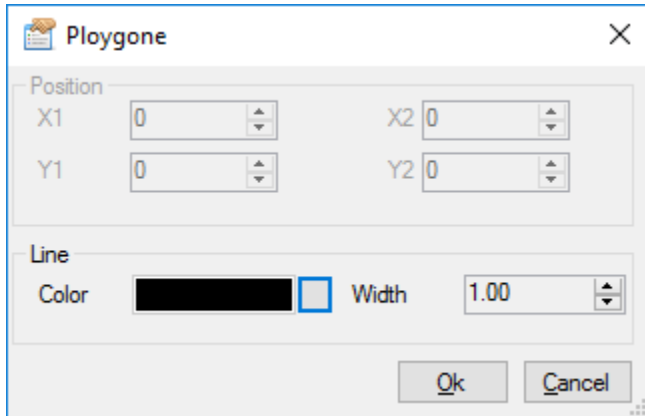 Ploygone
Position
X1 0 X2 0
Y1 0 Y2 0
Line
Color Width 1.00
Ok Cancel